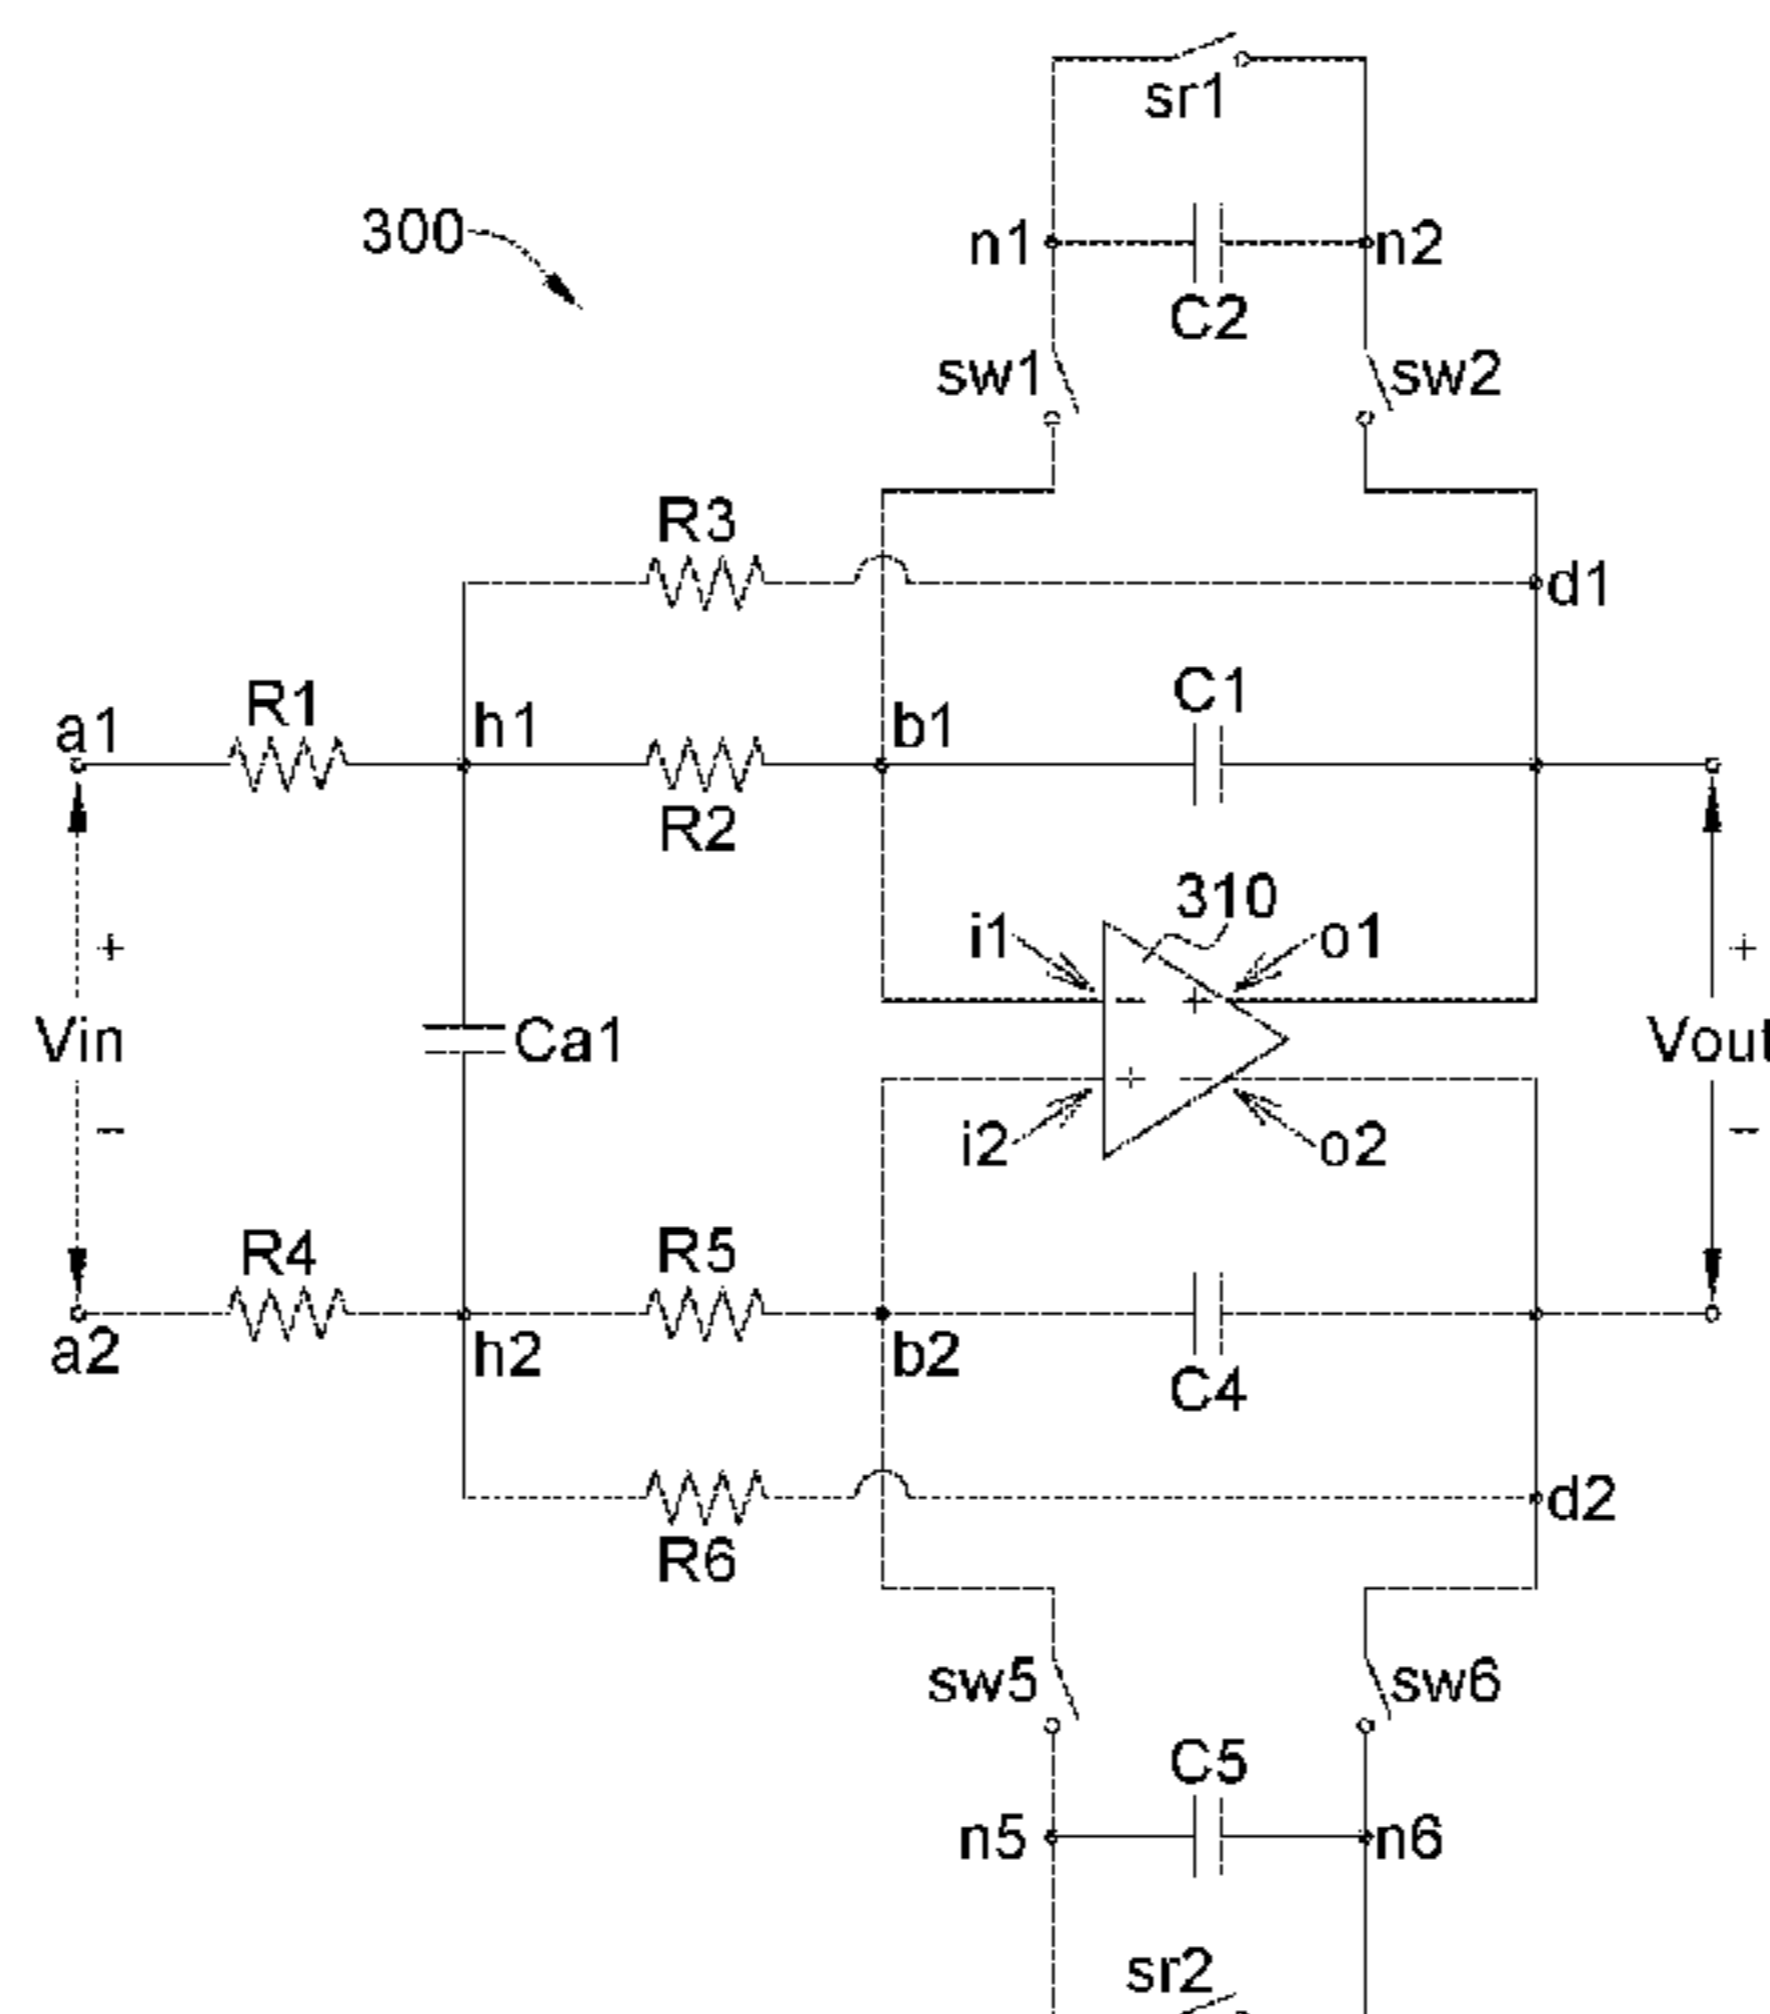 sr1
300
n1
n2
C2
sw1
sw2
R3
d1
C1
R1
a1
h1
b1
R2
310
i1
o1
+
+
- +
Vin
Ca1
Vout
+ -
-
-
i2
o2
R4
R5
a2
h2
b2
C4
d2
R6
sw5
sw6
C5
n5
n6
sr2